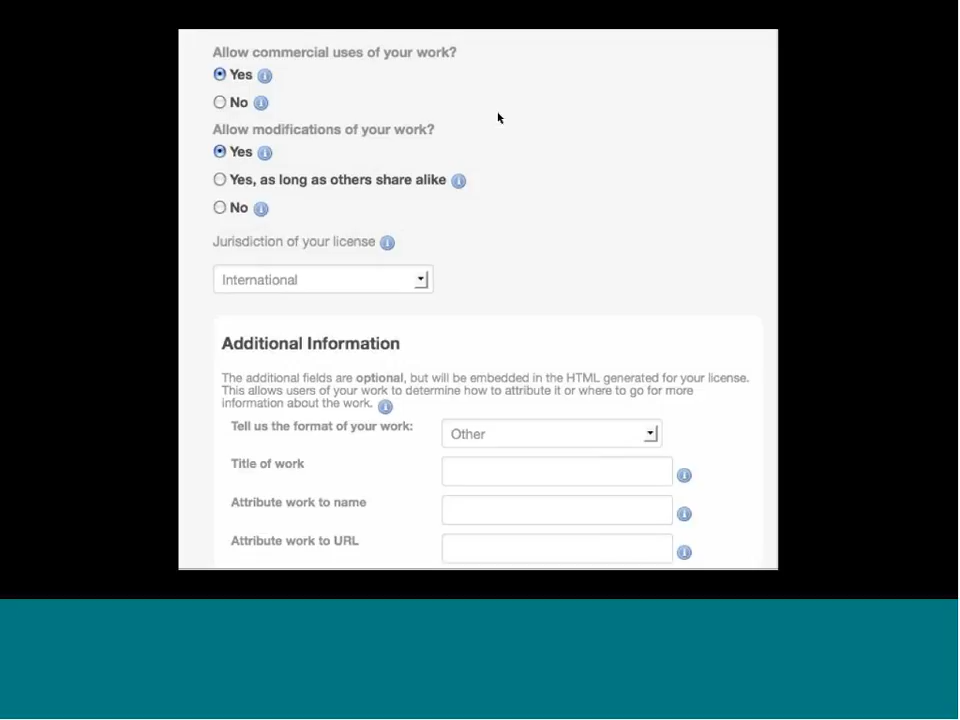 Allow commercial uses of your work?
Yes
No
Allow modifications of your work?
Yes
Yes, as long as others share alike
No
Jurisdiction of your license
International
Additional Information
The additional fields are optional, but will be embedded in the HTML generated for your license.
This allows users of your work to determine how to attribute it or where to go for more
information about the work.
Tell us the format of your work:
Other
Title of work
Attribute work to name
Attribute work to URL